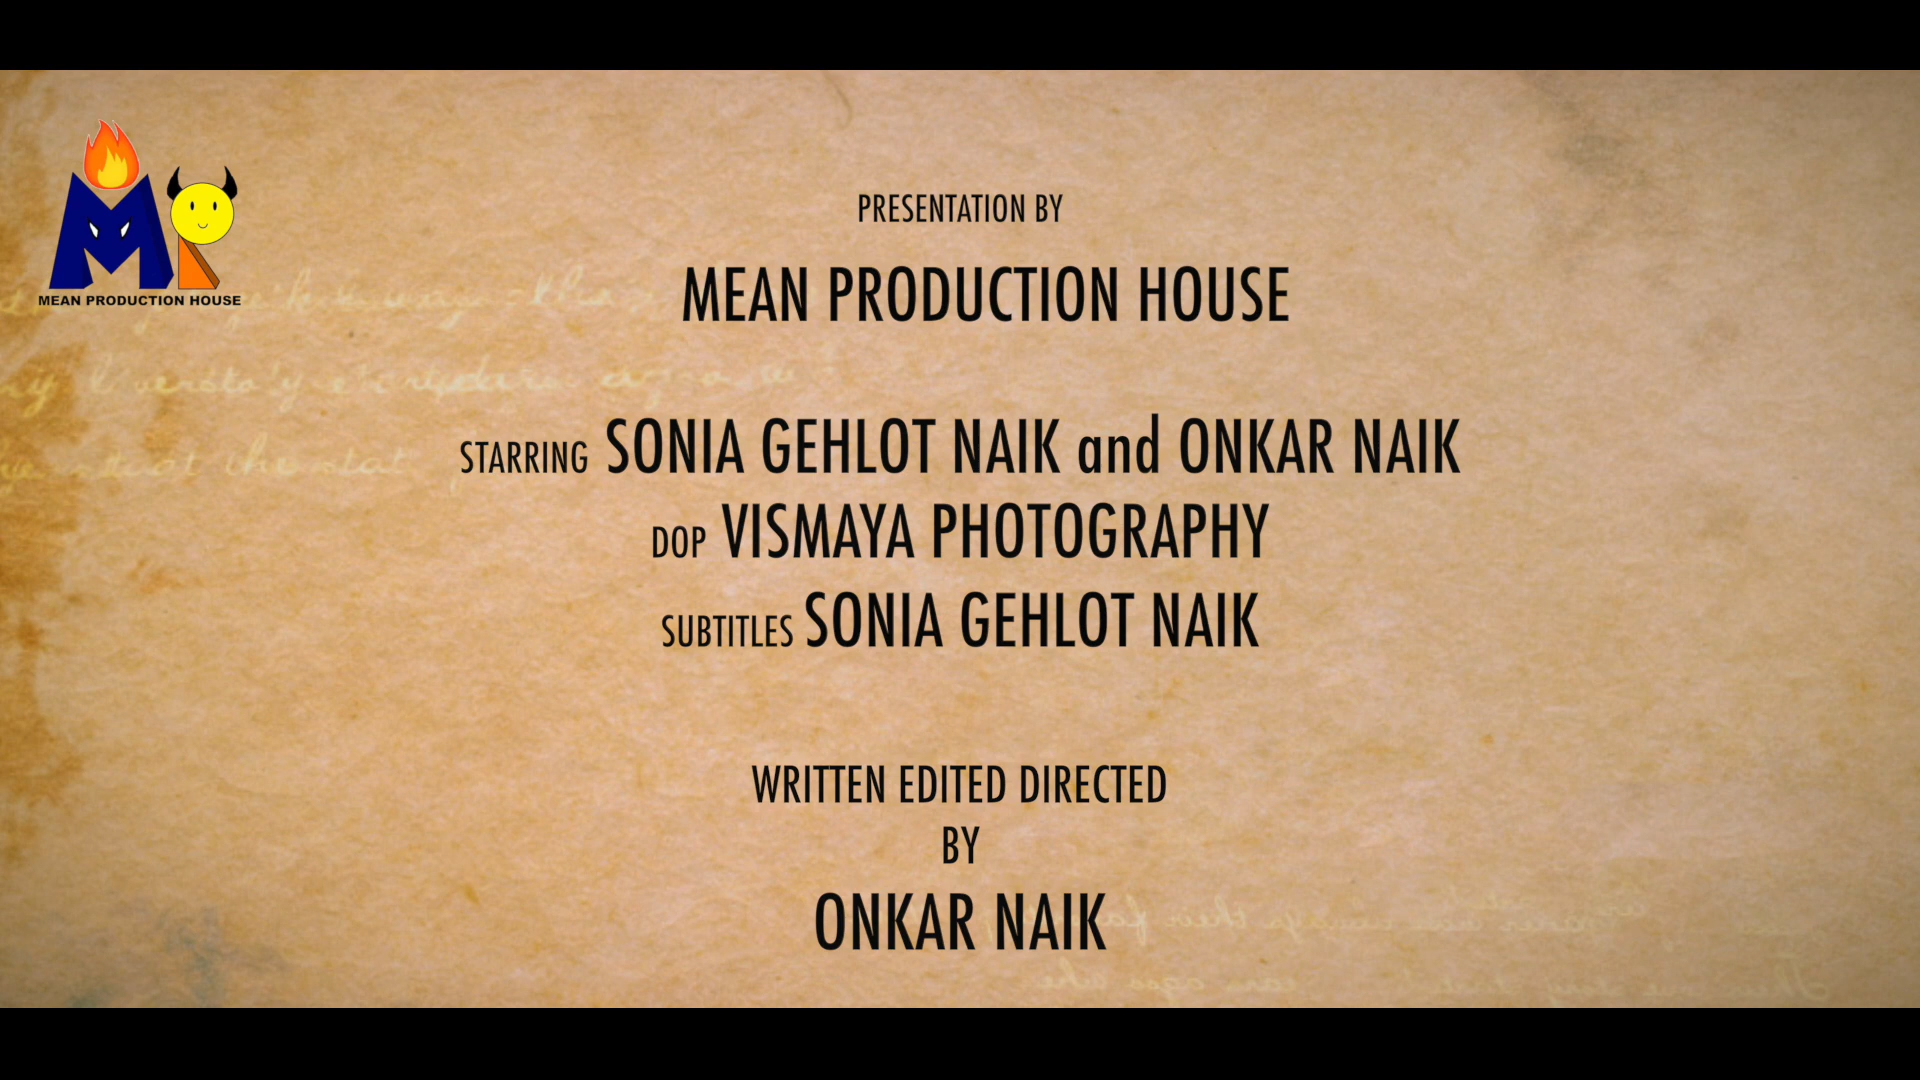 MEAN PRODUCTION HOUSE
PRESENTATION BY
MEAN PRODUCTION HOUSE
STARRING SONIA GEHLOT NAIK and ONKAR NAIK
DOP VISMAYA PHOTOGRAPHY
SUBTITLES SONIA GEHLOT NAIK
WRITTEN EDITED DIRECTED
BY
ONKAR NAIK